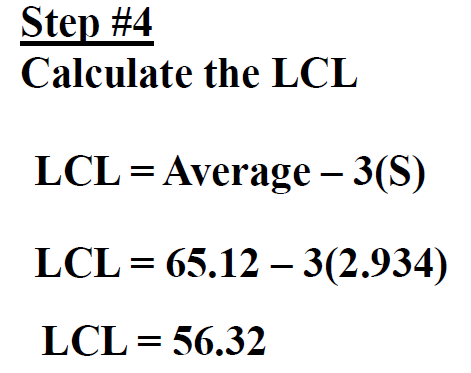 Step #4
Calculate the LCL
LCL = Average – 3(S)
LCL = 65.12 – 3(2.934)
LCL = 56.32